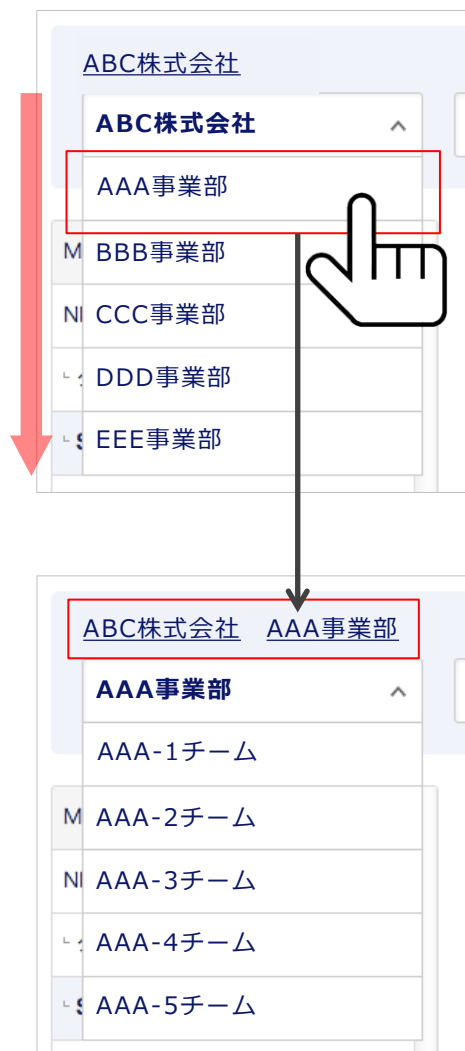 ABC株式会社
ABC株式会社
AAA事業部
M BBB事業部
CCC事業部
DDD事業部
EEE事業部
ABC株式会社 AAA事業部
AAA事業部
AAA-1チーム
M AAA-2チーム
AAA-3チーム
AAA-4チーム
AAA-5チーム